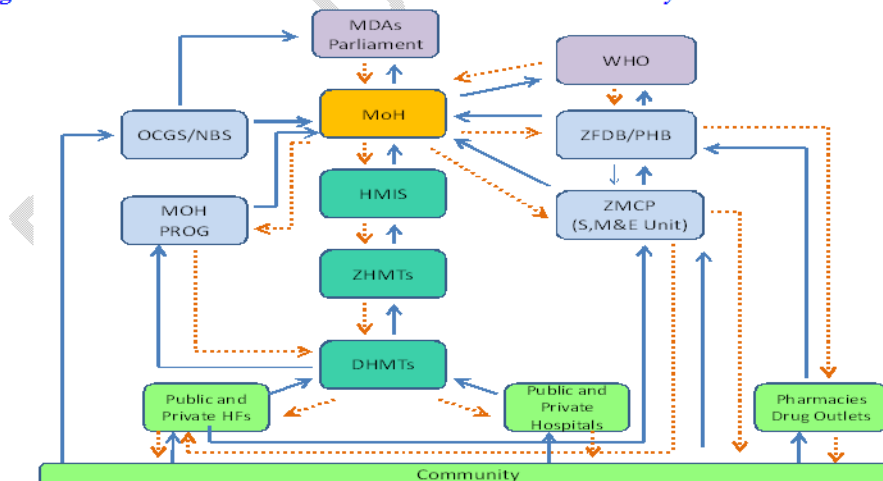 MDAs
Parliament
WHO
MoH
OCGS/NBS
ZFDB/PHB
HMIS
MOH
PROG
ZMCP
(S,M&E Unit)
ZHMTs
DHMTs
Public and
Private HFs
Public and
Private
Hospitals
Pharmacies
Drug Outlets
Community